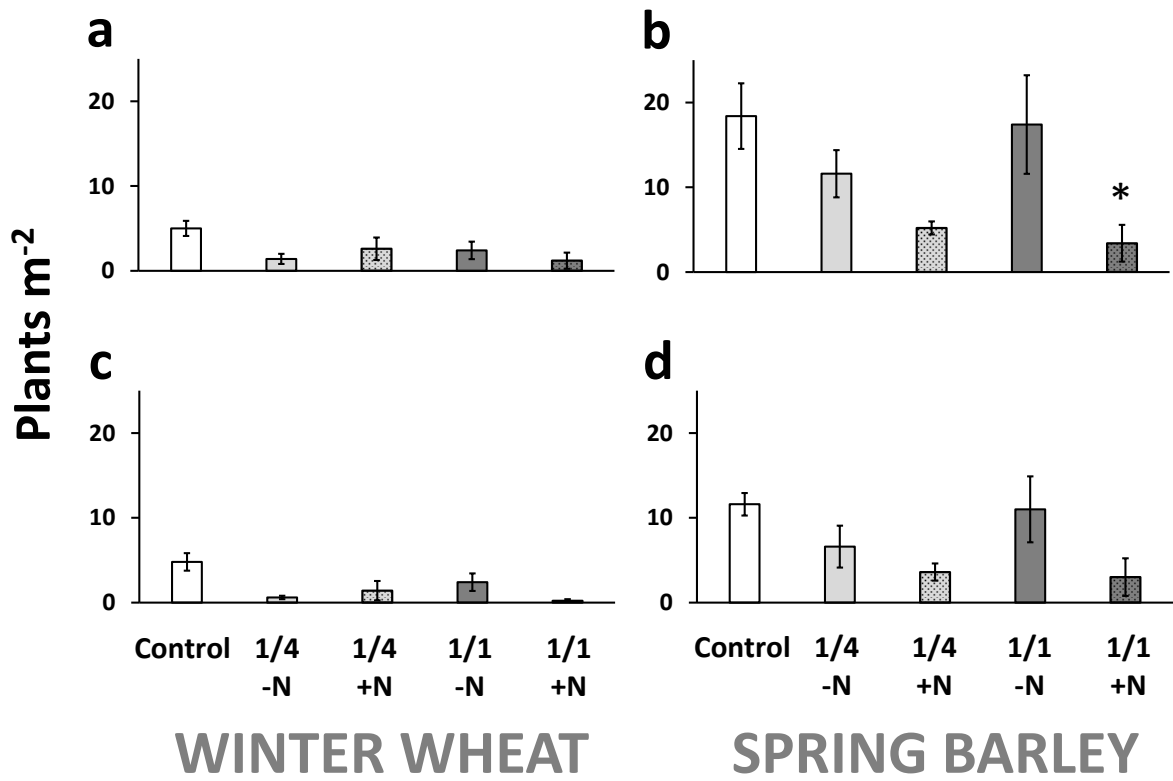 a
b
20
10
0
20
10
0
*
Plants m⁻²
c
d
20
10
0
20
10
0
Control 1/4 1/4 1/1 1/1
-N +N -N +N
Control 1/4 1/4 1/1 1/1
-N +N -N +N
WINTER WHEAT
SPRING BARLEY